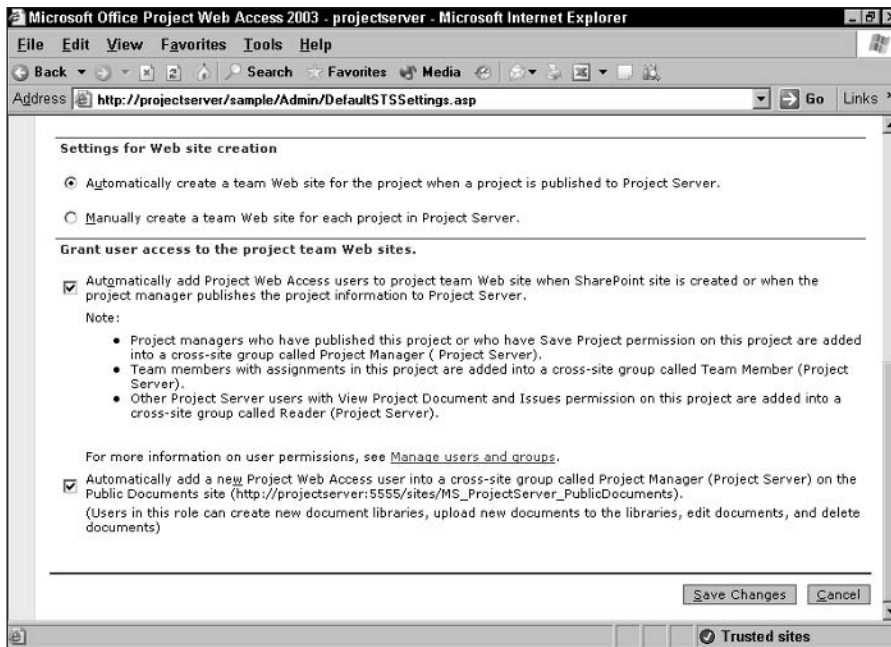 Microsoft Office Project Web Access 2003 - projectserver - Microsoft Internet Explorer
File Edit View Favorites Tools Help
Back Search Favorites Media
Address http://projectserver/sample/Admin/DefaultSTSSettings.asp Go Links
Settings for Web site creation
Automatically create a team Web site for the project when a project is published to Project Server.
Manually create a team Web site for each project in Project Server.
Grant user access to the project team Web sites.
Automatically add Project Web Access users to project team Web site when SharePoint site is created or when the
project manager publishes the project information to Project Server.
Note:
• Project managers who have published this project or who have Save Project permission on this project are added
into a cross-site group called Project Manager ( Project Server).
• Team members with assignments in this project are added into a cross-site group called Team Member (Project
Server).
• Other Project Server users with View Project Document and Issues permission on this project are added into a
cross-site group called Reader (Project Server).
For more information on user permissions, see Manage users and groups.
Automatically add a new Project Web Access user into a cross-site group called Project Manager (Project Server) on the
Public Documents site (http://projectserver:5555/sites/MS_ProjectServer_PublicDocuments).
(Users in this role can create new document libraries, upload new documents to the libraries, edit documents, and delete
documents)
Save Changes Cancel
Trusted sites